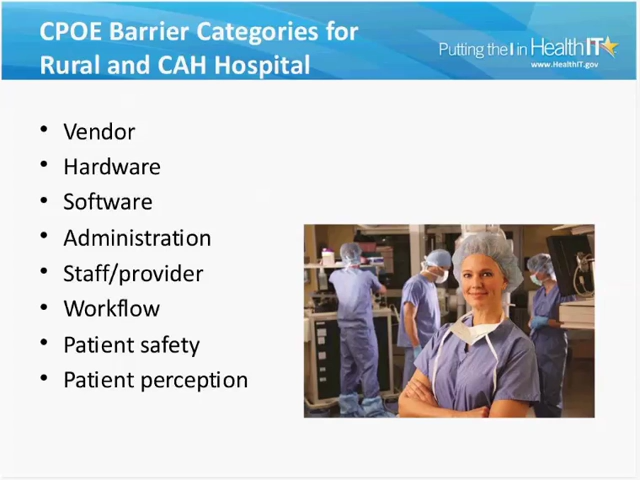 CPOE Barrier Categories for
Rural and CAH Hospital
Putting the I in Health IT
www.HealthIT.gov
• Vendor
• Hardware
• Software
• Administration
• Staff/provider
• Workflow
• Patient safety
• Patient perception